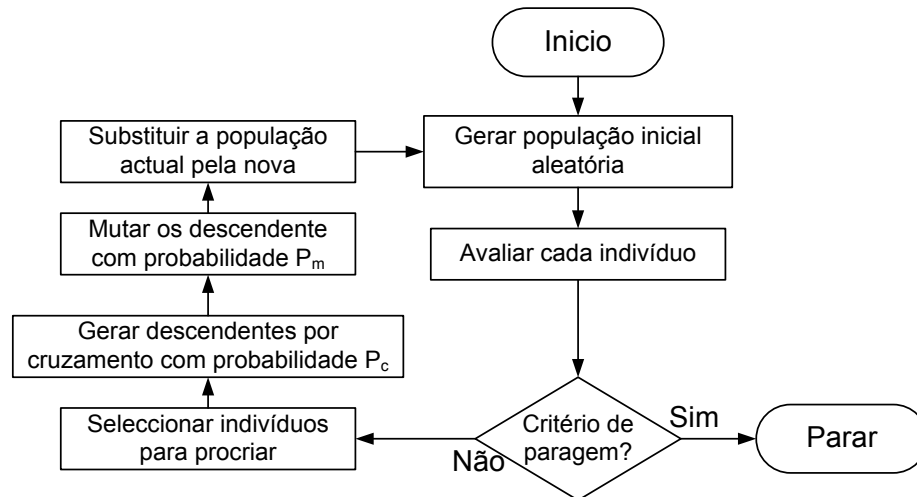 Inicio
Gerar população inicial
aleatória
Avaliar cada indivíduo
Critério de
paragem?
Sim
Parar
Não
Seleccionar indivíduos
para procriar
Gerar descendentes por
cruzamento com probabilidade Pc
Mutar os descendente
com probabilidade Pm
Substituir a população
actual pela nova